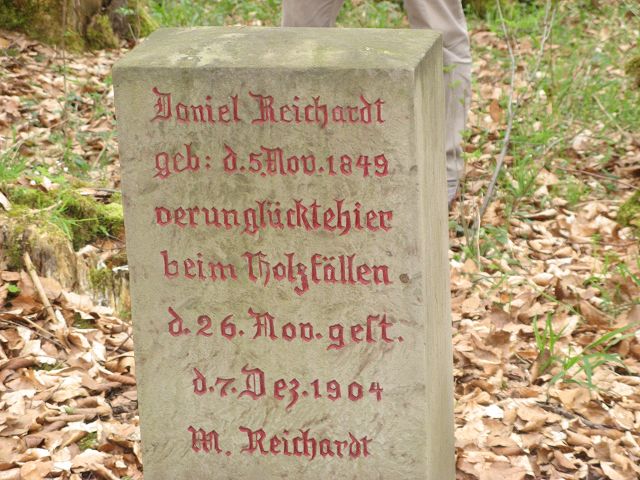 Daniel Reichardt
geb: d. 5. Nov. 1849
verunglückte hier
beim Holzfällen
d. 26. Nov. gest.
d. 7. Dez. 1904
M. Reichardt